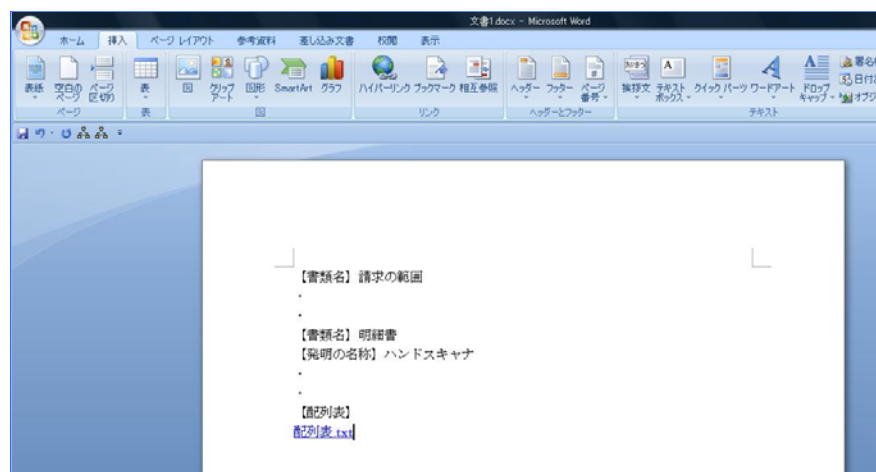 文書1.docx - Microsoft Word
ホーム 挿入 ページ レイアウト 参考資料 差し込み文書 校閲 表示
表紙 空白の ページ 表 図 クリップ 図形 SmartArt グラフ ハイパーリンク ブックマーク 相互参照 ヘッダー フッター ページ 挨拶文 テキスト クイック パーツ ワードアート ドロップ 署名
ページ 区切り アート 番号 ボックス キャップ 日付
オブジ
ページ 表 図 リンク ヘッダーとフッター テキスト
【書類名】請求の範囲
・
・
【書類名】明細書
【発明の名称】ハンドスキャナ
・
・
【配列表】
配列表.txt